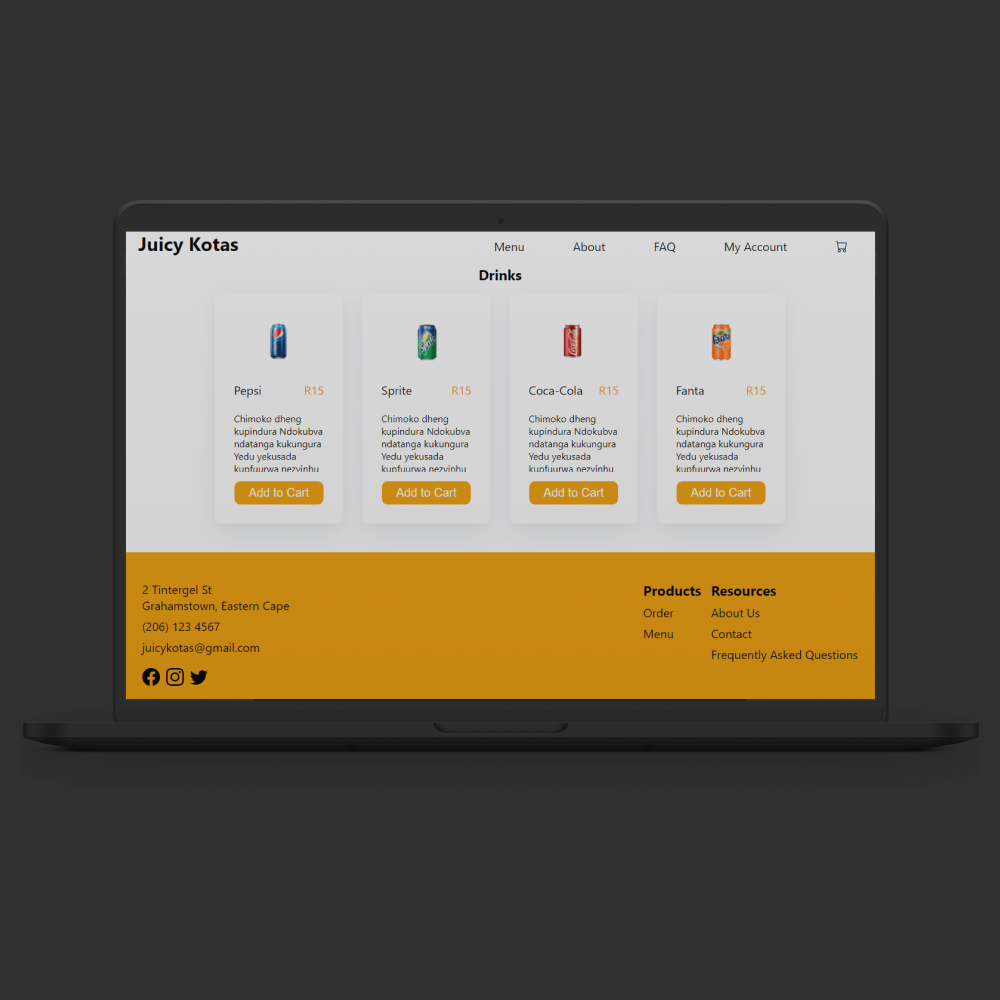 Juicy Kotas
Menu About FAQ My Account
Drinks
Pepsi R15
Chimoko dheng
kupindura Ndokubva
ndatanga kukungura
Yedu yekusada
kupfuurwa nezvinhu
Add to Cart
Sprite R15
Chimoko dheng
kupindura Ndokubva
ndatanga kukungura
Yedu yekusada
kupfuurwa nezvinhu
Add to Cart
Coca-Cola R15
Chimoko dheng
kupindura Ndokubva
ndatanga kukungura
Yedu yekusada
kupfuurwa nezvinhu
Add to Cart
Fanta R15
Chimoko dheng
kupindura Ndokubva
ndatanga kukungura
Yedu yekusada
kupfuurwa nezvinhu
Add to Cart
2 Tintergel St
Grahamstown, Eastern Cape
(206) 123 4567
juicykotas@gmail.com
Products
Order
Menu
Resources
About Us
Contact
Frequently Asked Questions